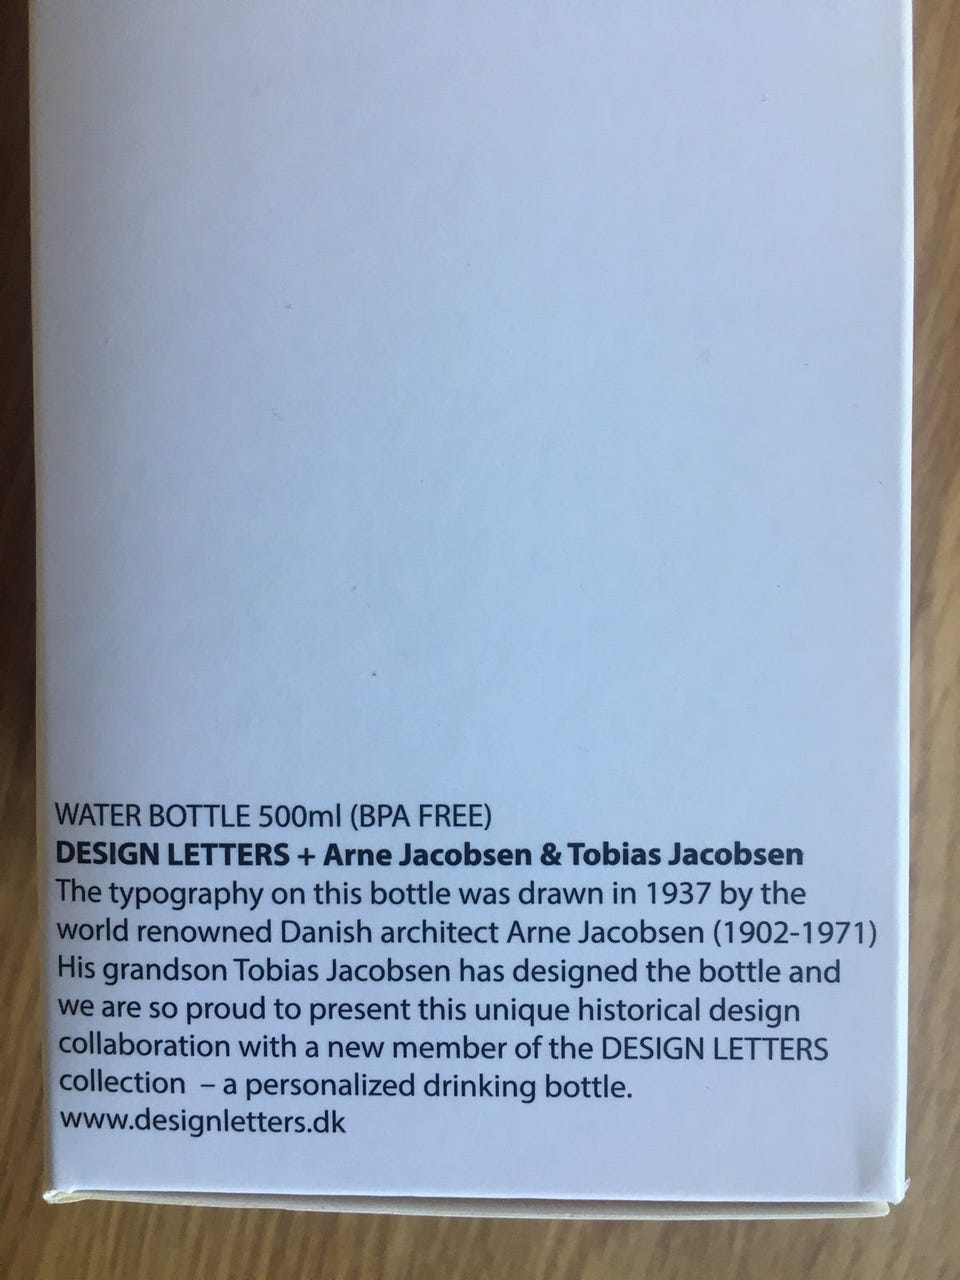 WATER BOTTLE 500ml (BPA FREE)
DESIGN LETTERS + Arne Jacobsen & Tobias Jacobsen
The typography on this bottle was drawn in 1937 by the
world renowned Danish architect Arne Jacobsen (1902-1971)
His grandson Tobias Jacobsen has designed the bottle and
we are so proud to present this unique historical design
collaboration with a new member of the DESIGN LETTERS
collection – a personalized drinking bottle.
www.designletters.dk